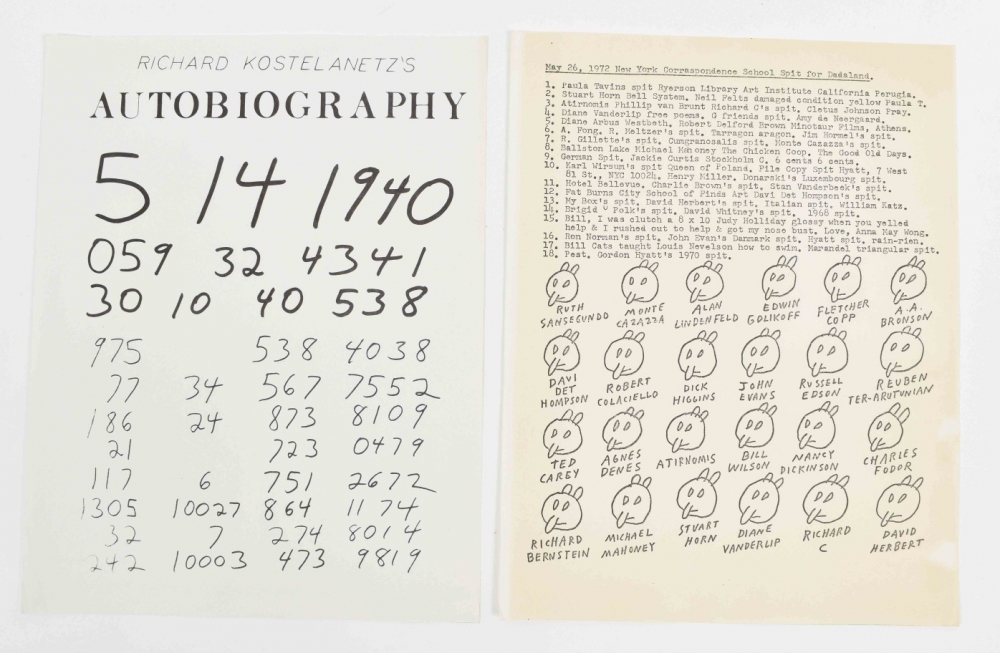 RICHARD KOSTELANETZ'S
AUTOBIOGRAPHY
5 14 1940
059 32 4341
30 10 40 538
975 538 4038
77 34 567 7552
186 24 873 8109
21 723 0479
117 6 751 2672
1305 10027 864 1174
32 7 274 8014
242 10003 473 9819
May 26, 1972 New York Corraspondence School Spit for Dadaland.
1. Paula Tavins spit Ryerson Library Art Institute California Perugia.
2. Stuart Horn Bell System, Neil Felts damaged condition yellow Paula T.
3. Atirnomis Phillip van Brunt Richard C's spit, Cletus Johnson Pray.
4. Diane Vanderlip free poems. G friends spit. Amy de Neergaard.
5. Diane Arbus Westbeth. Robert Delford Brown Minotaur Films, Athens.
6. A. Fong, R. Meltzer's spit. Tarragon aragon. Jim Hormel's spit.
7. R. Gillette's spit, Cumgranosalis spit, Monte Cazazza's spit.
8. Ballston Lake Michael Mahoney The Chicken Coop. The Good Old Days.
9. German Spit, Jackie Curtis Stockholm C. 6 cents 6 cents.
10. Karl Wirsum's spit Queen of Poland. File Copy Spit Hyatt, 7 West
81 St., NYC 10024, Henry Miller. Donarski's Luxembourg spit.
11. Hotel Bellevue, Charlie Brown's spit, Stan Vanderbeek's spit.
12. Fat Burns City School of Finds Art Davi Det Hompson's spit.
13. My Box's spit, David Herbert's spit, Italian spit, William Katz.
14. Brigid V Polk's spit, David Whitney's spit, 1968 spit.
15. Bill, I was clutch a 8 x 10 Judy Holliday glossy when you yelled
help & I rushed out to help & got my nose bust. Love, Anna May Wong.
16. Ron Norman's spit, John Evan's Danmark spit, Hyatt spit, rain-rien.
17. Bill Cats taught Louis Nevelson how to swim. Marandel triangular spit.
18. Pest, Gordon Hyatt's 1970 spit.
RUTH SANSEGUNDO
MONTE CAZAZZA
ALAN LINDENFELD
EDWIN GOLIKOFF
FLETCHER COPP
A.A. BRONSON
DAVI DET HOMPSON
ROBERT COLACIELLO
DICK HIGGINS
JOHN EVANS
RUSSELL EDSON
REUBEN TER-ARUTUNIAN
TED CAREY
AGNES DENES
ATIRNOMIS
BILL WILSON
NANCY DICKINSON
CHARLES FODOR
RICHARD BERNSTEIN
MICHAEL MAHONEY
STUART HORN
DIANE VANDERLIP
RICHARD C
DAVID HERBERT